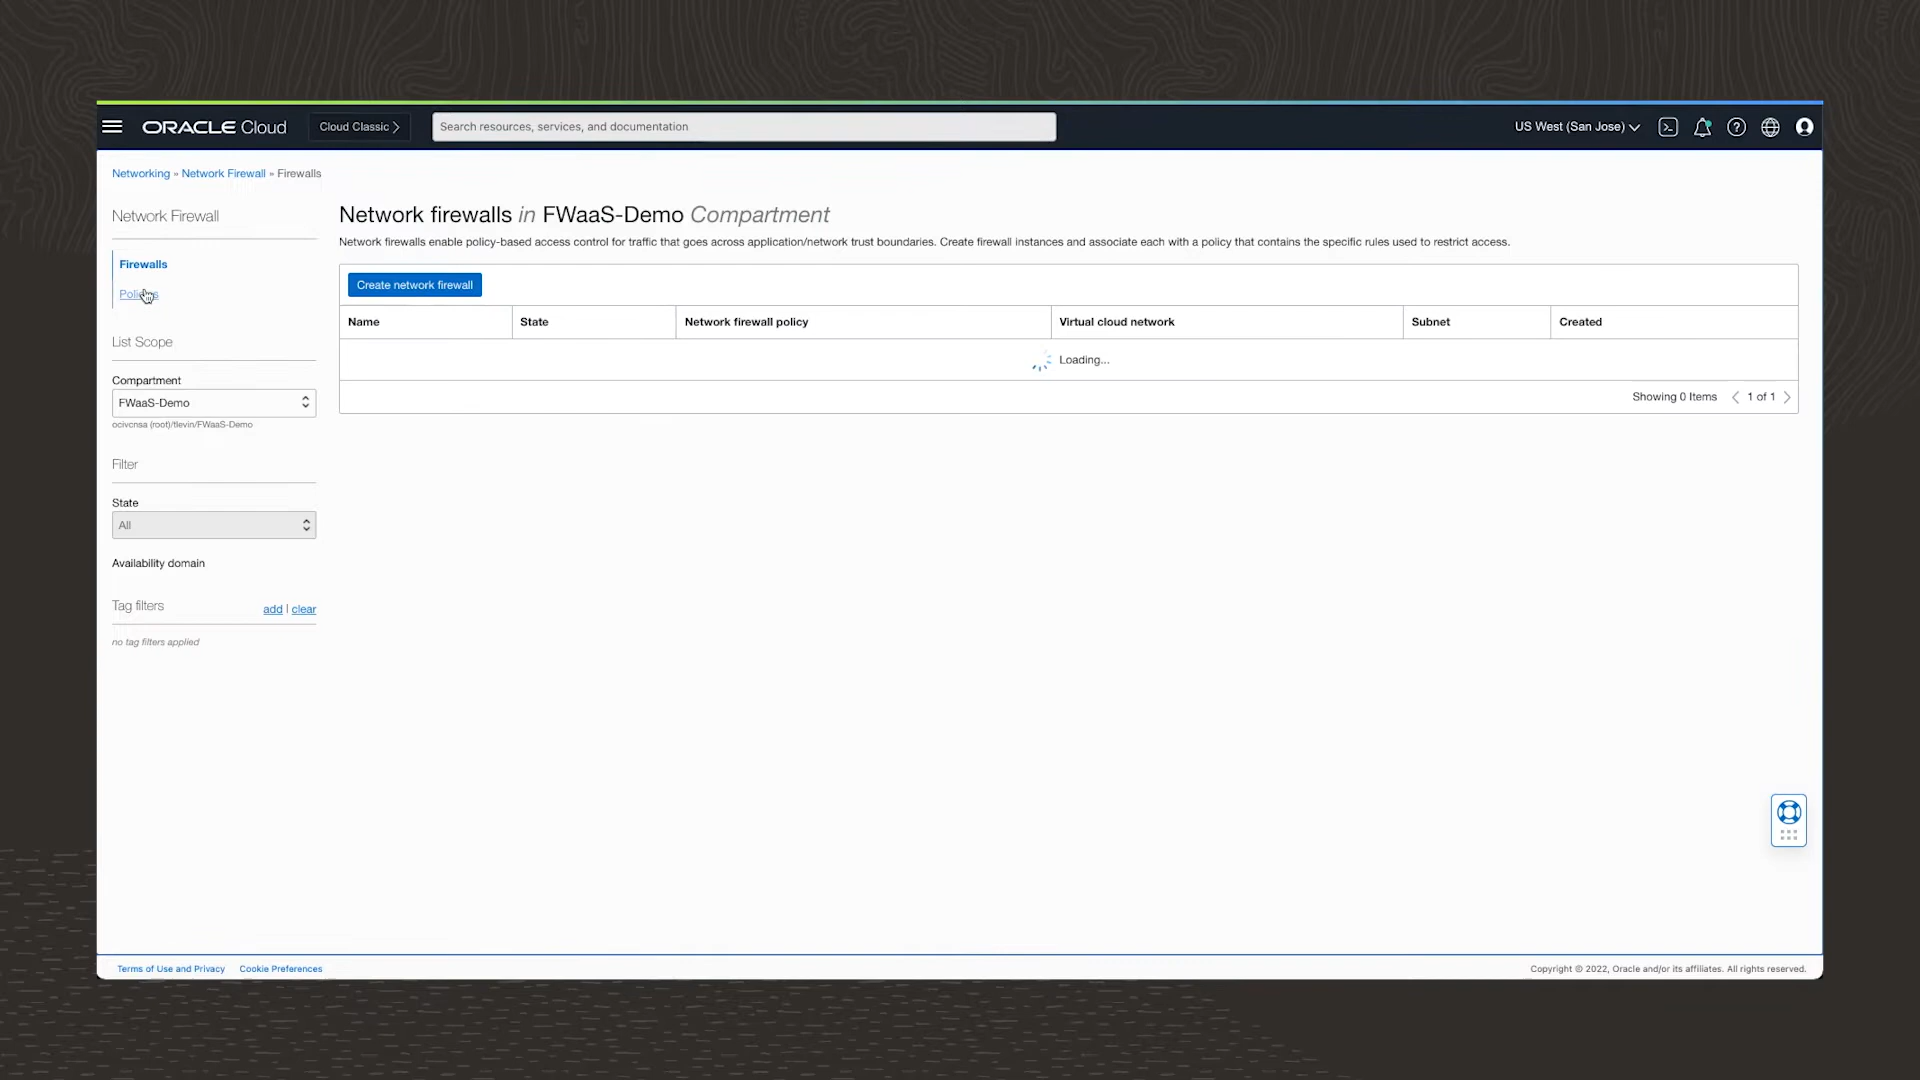 ORACLE Cloud
Cloud Classic
Search resources, services, and documentation
US West (San Jose)
Networking » Network Firewall » Firewalls
Network Firewall
Firewalls
Policies
List Scope
Compartment
FWaaS-Demo
ocivcnsa (root)/tlevin/FWaaS-Demo
Filter
State
All
Availability domain
Tag filters
add | clear
no tag filters applied
Network firewalls in FWaaS-Demo Compartment
Network firewalls enable policy-based access control for traffic that goes across application/network trust boundaries. Create firewall instances and associate each with a policy that contains the specific rules used to restrict access.
Create network firewall
Name State Network firewall policy Virtual cloud network Subnet Created
Loading...
Showing 0 Items 1 of 1
Terms of Use and Privacy Cookie Preferences
Copyright © 2022, Oracle and/or its affiliates. All rights reserved.